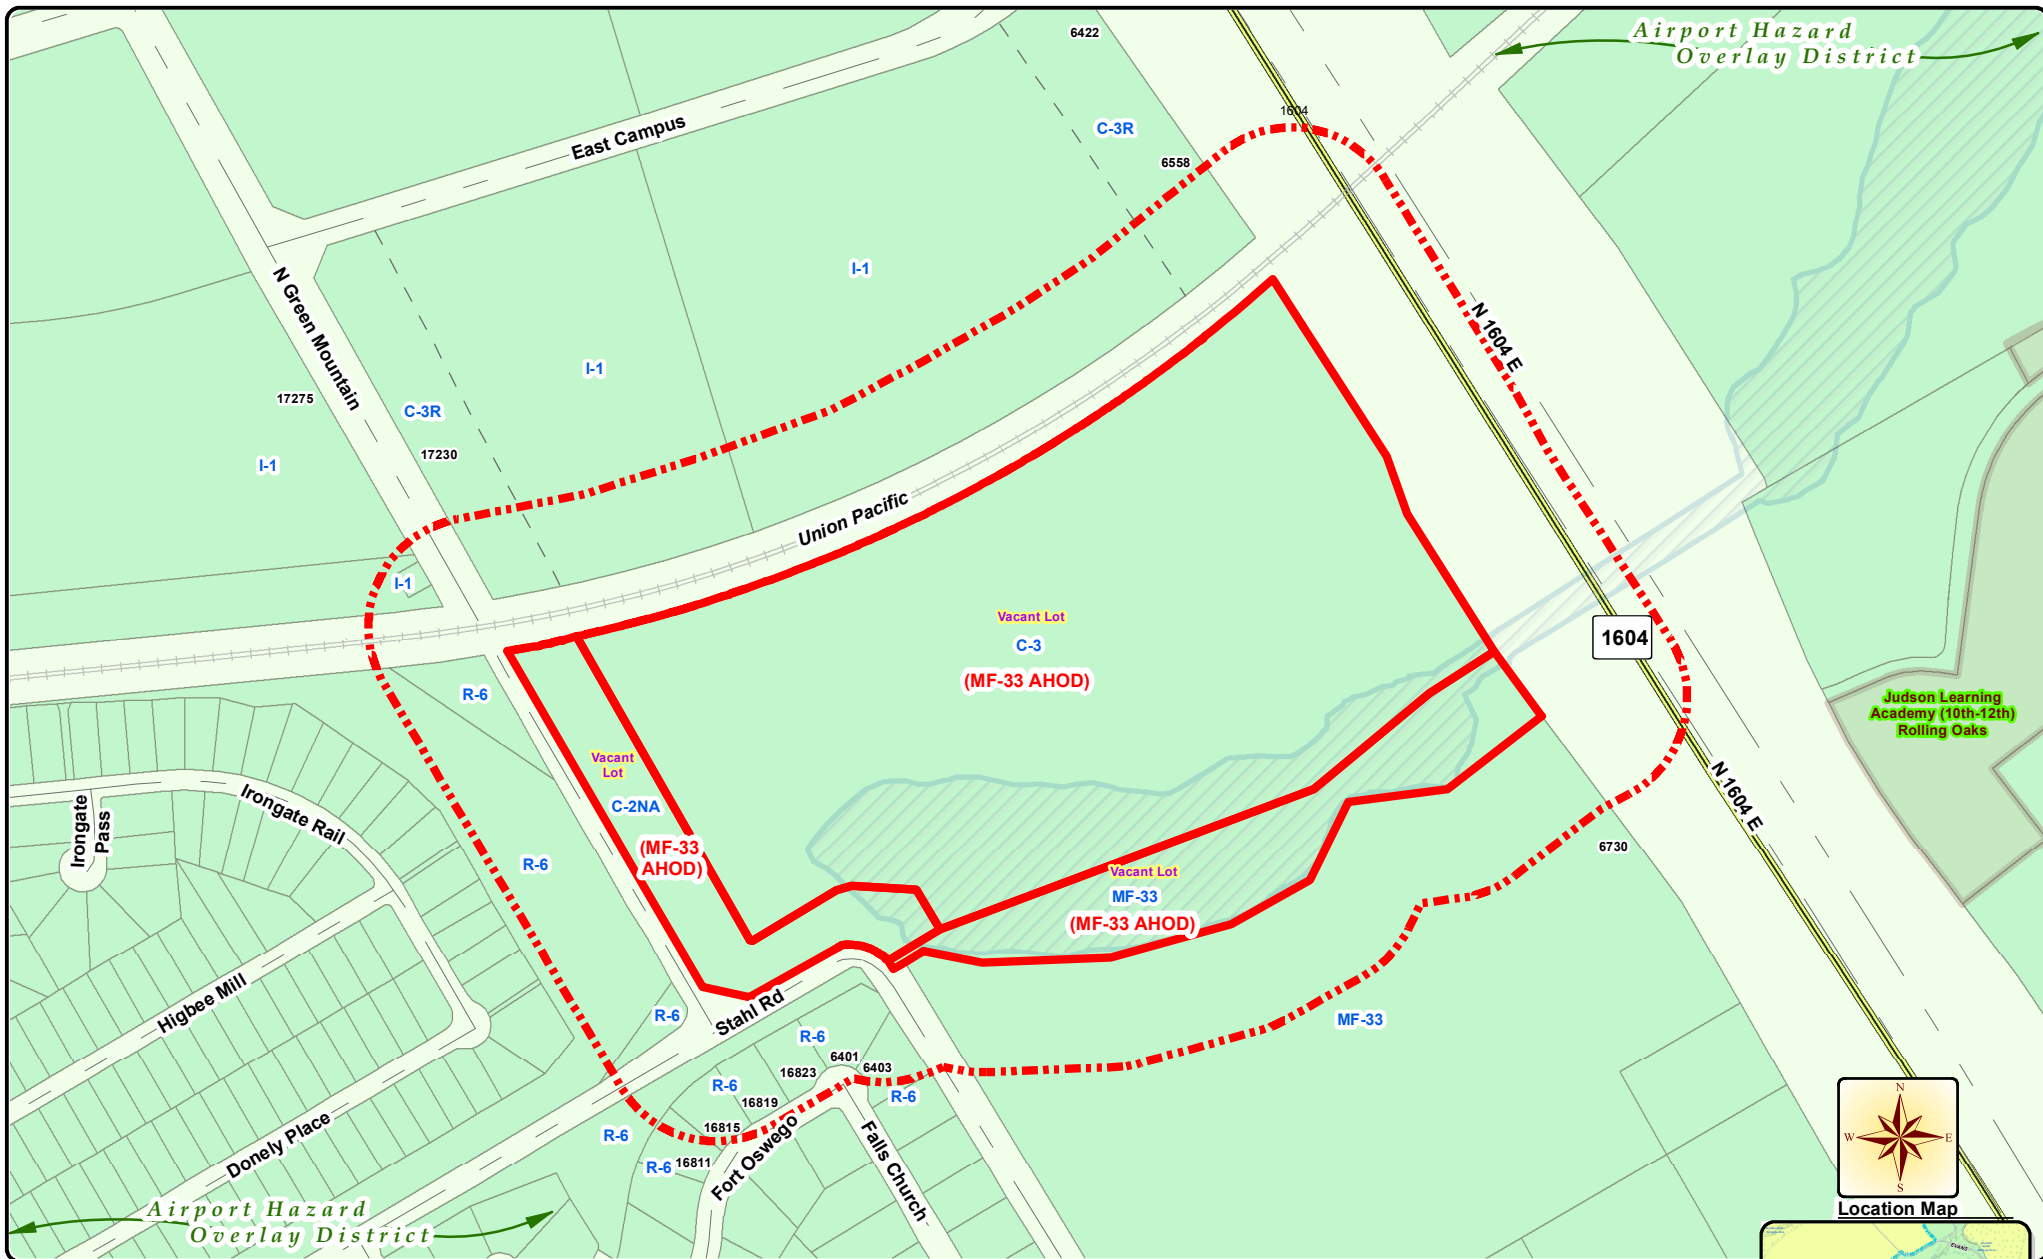 6422
Airport Hazard
Overlay District
1604
East Campus
C-3R
6558
I-1
N Green Mountain
I-1
N 1604 E
17275
C-3R
17230
I-1
Union Pacific
I-1
Vacant Lot
C-3
(MF-33 AHOD)
1604
R-6
Judson Learning
Academy (10th-12th)
Rolling Oaks
Vacant
Lot
C-2NA
(MF-33
AHOD)
Irongate
Pass
Irongate Rail
N 1604 E
R-6
6730
Vacant Lot
MF-33
(MF-33 AHOD)
Higbee Mill
R-6
Stahl Rd
MF-33
R-6
6401
6403
16823
R-6
R-6
16819
16815
R-6
R-6
16811
Fort Oswego
Falls Church
Donely Place
Airport Hazard
Overlay District
N
W
E
S
Location Map
EVANS